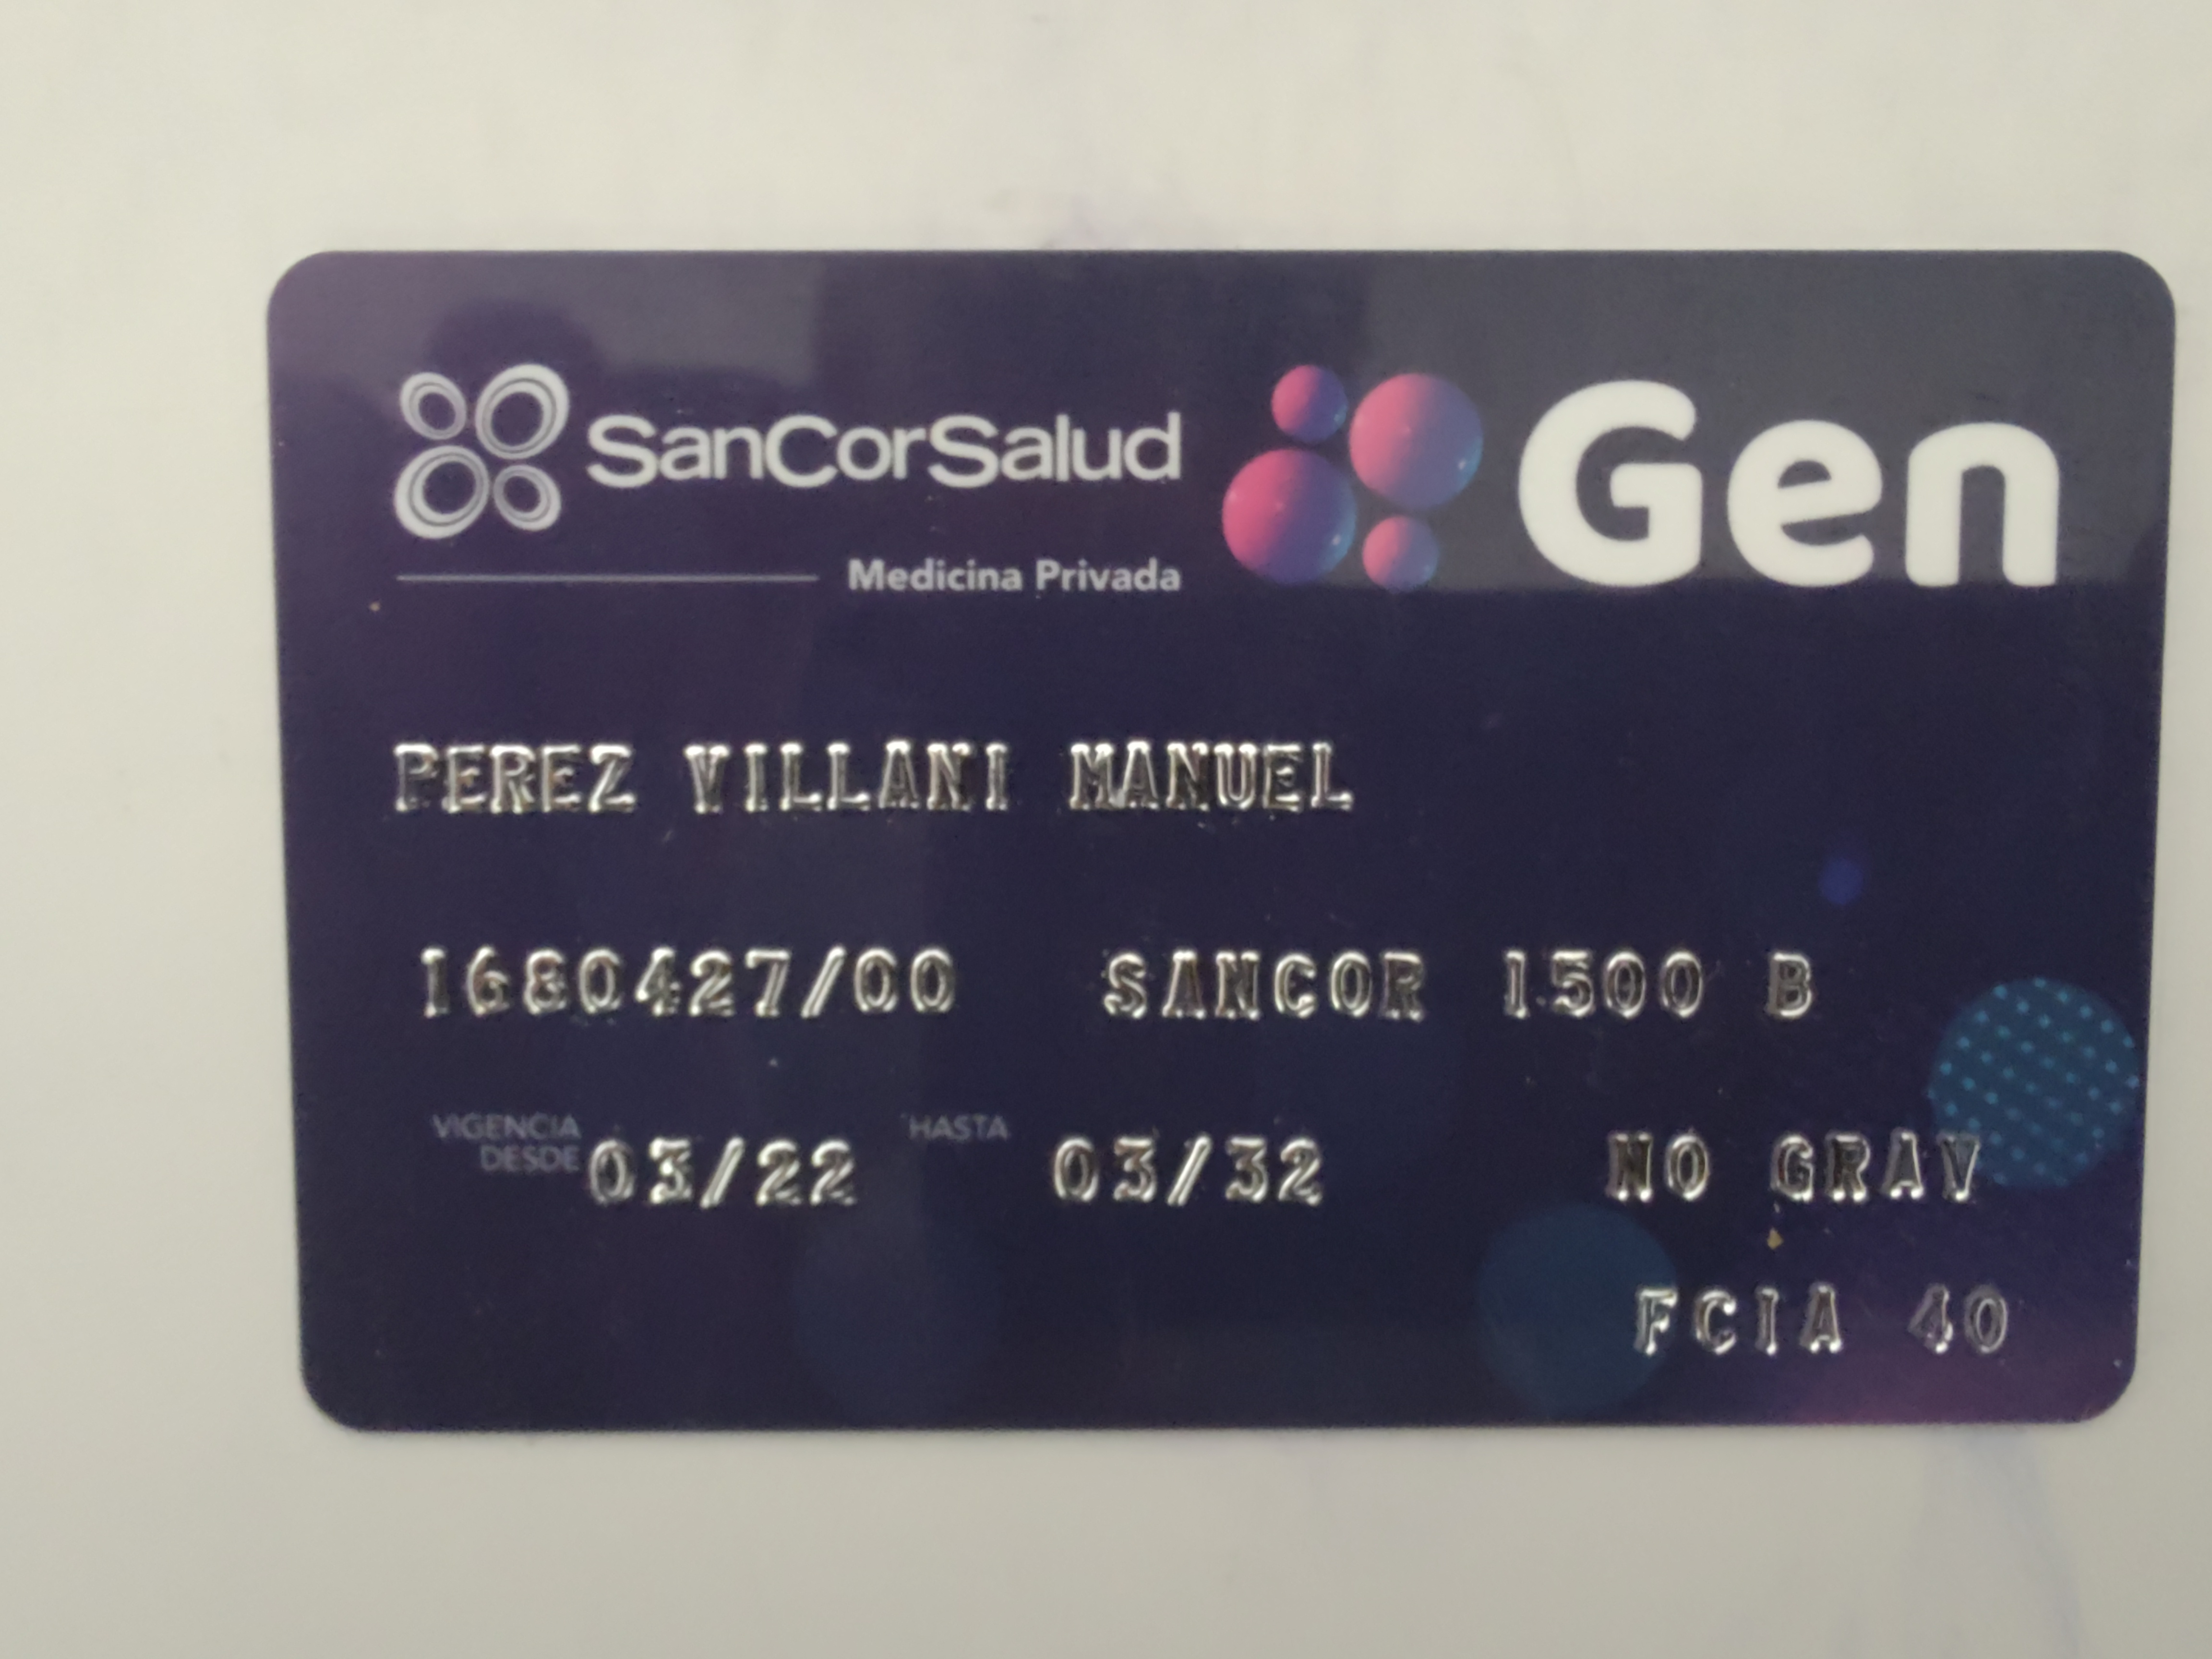 SanCorSalud Gen
Medicina Privada
PEREZ VILLANI MANUEL
1680427/00 SANCOR 1500 B
VIGENCIA DESDE 03/22 HASTA 03/32 NO GRAV
FCIA 40